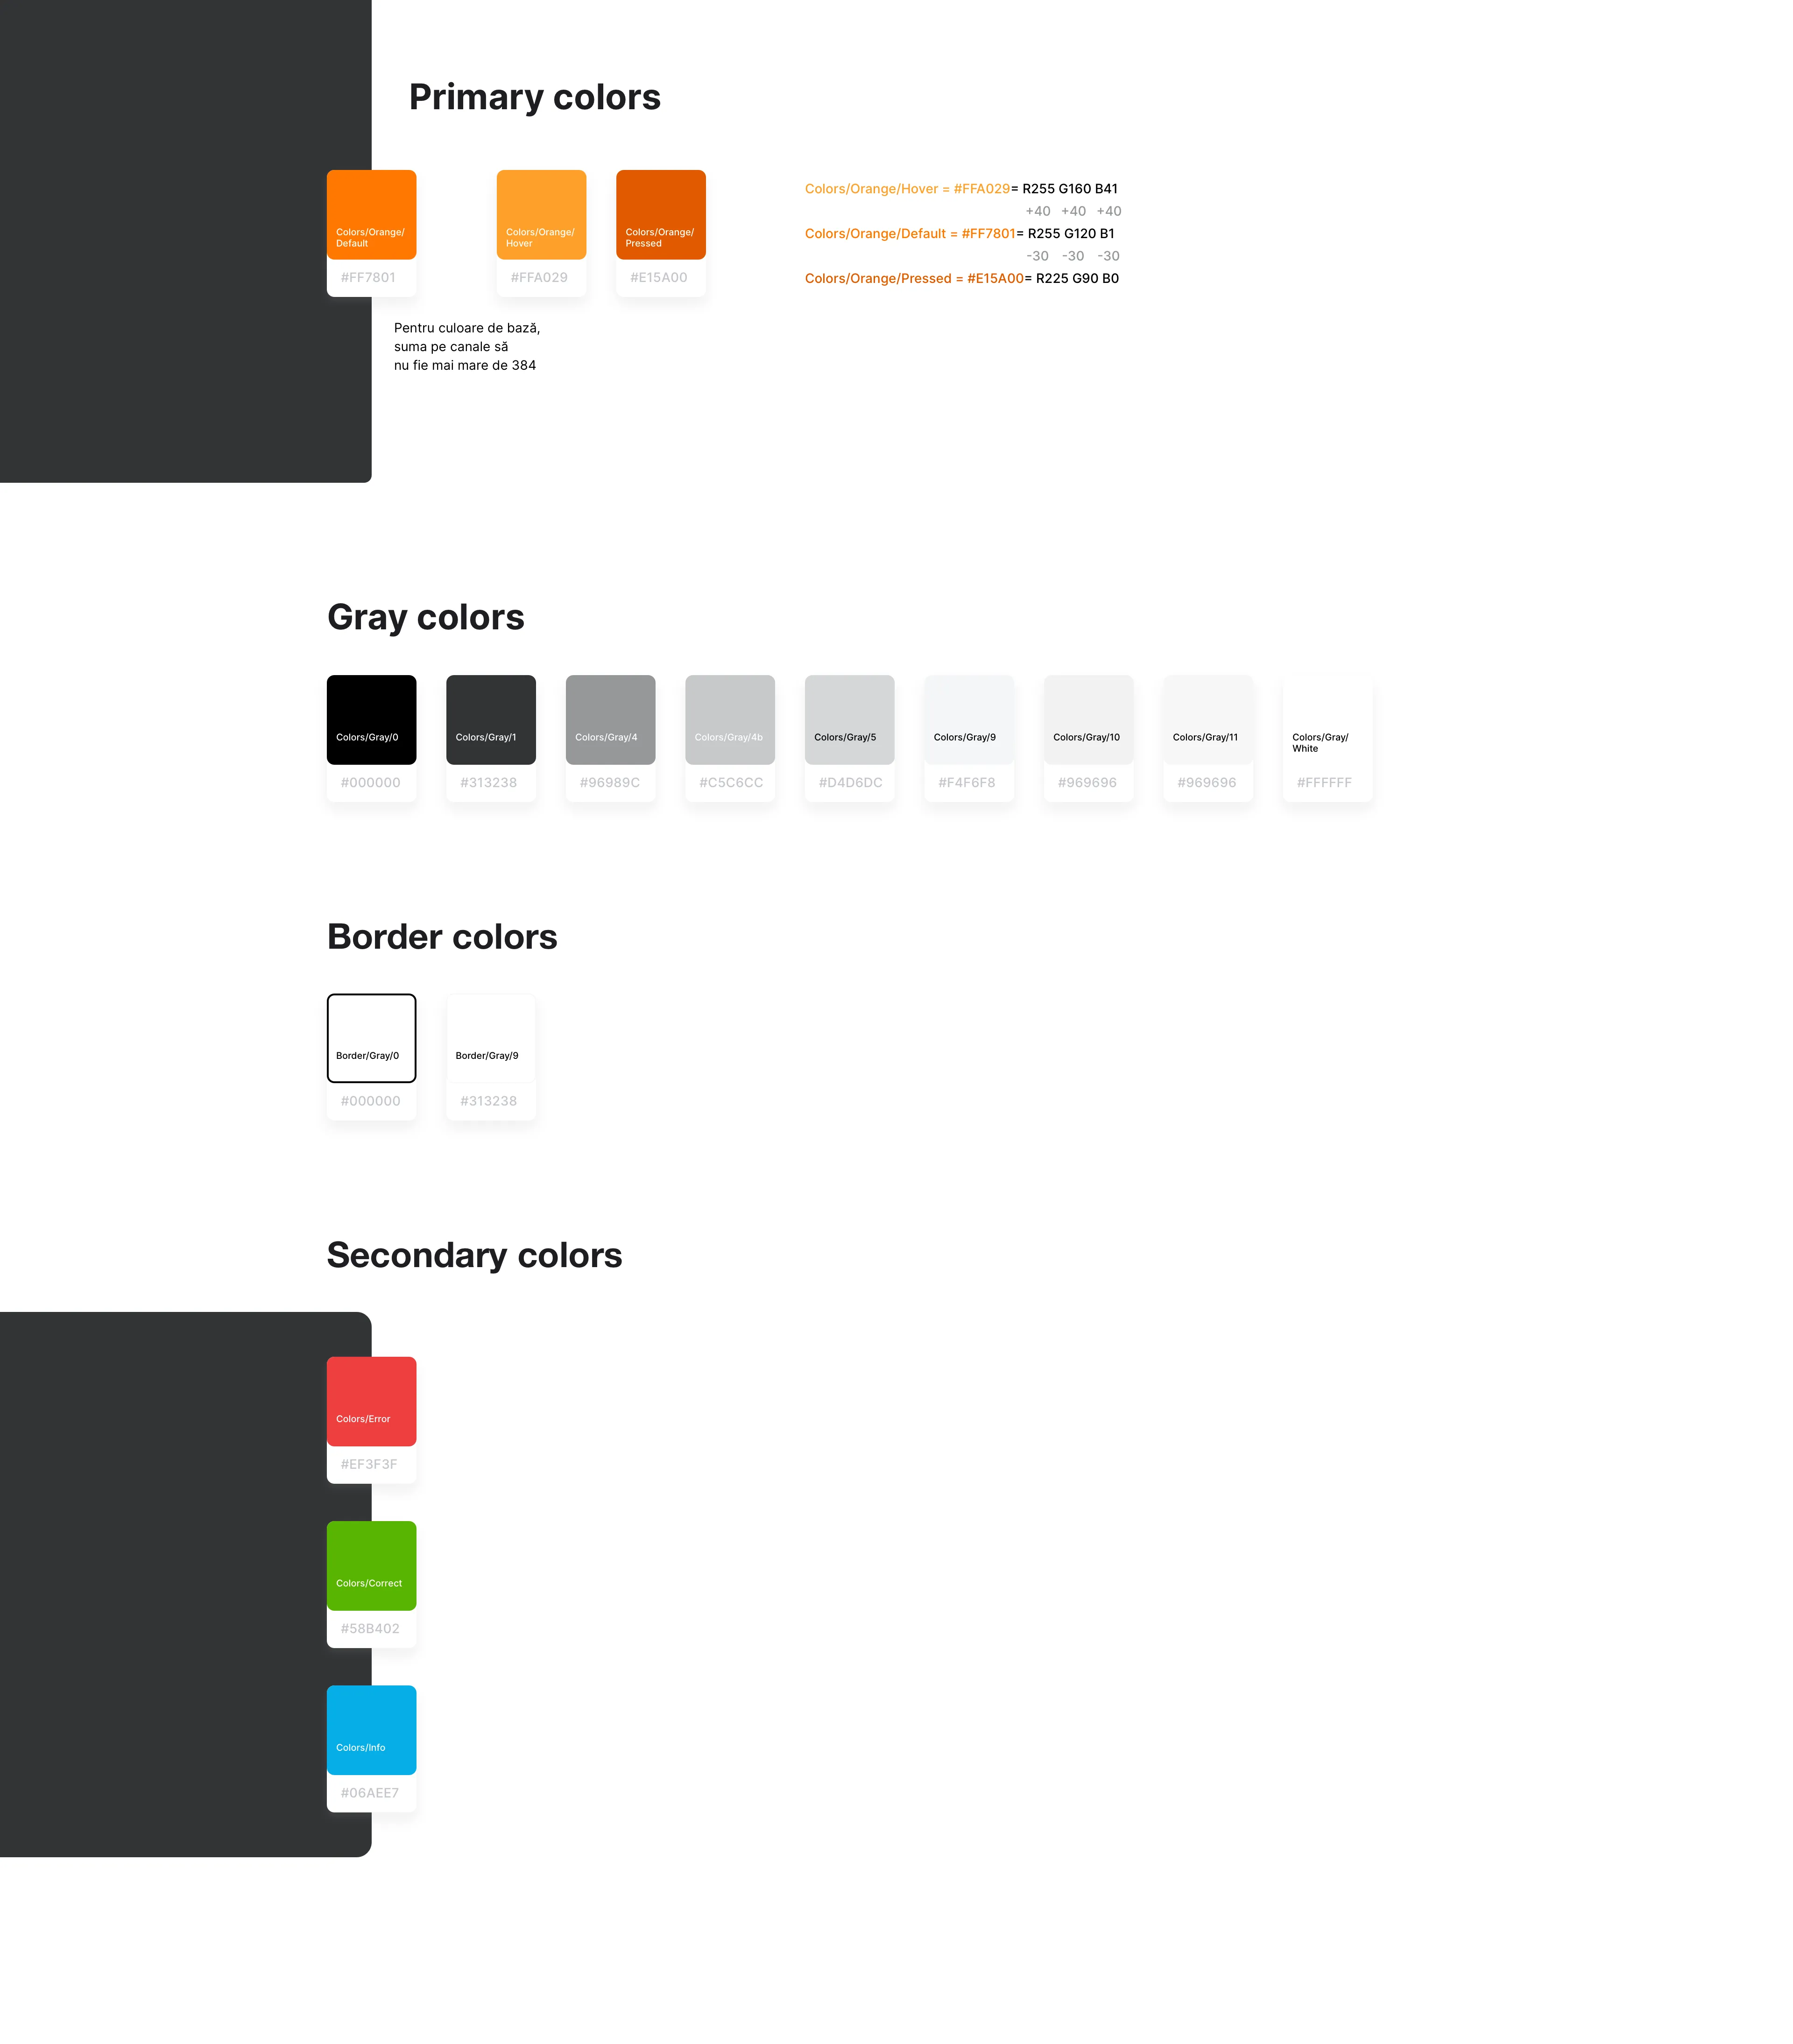 Primary colors
Colors/Orange/
Default
#FF7801
Colors/Orange/
Hover
#FFA029
Colors/Orange/
Pressed
#E15A00
Colors/Orange/Hover = #FFA029= R255 G160 B41
+40 +40 +40
Colors/Orange/Default = #FF7801= R255 G120 B1
-30 -30 -30
Colors/Orange/Pressed = #E15A00= R225 G90 B0
Pentru culoare de bază,
suma pe canale să
nu fie mai mare de 384
Gray colors
Colors/Gray/0
#000000
Colors/Gray/1
#313238
Colors/Gray/4
#96989C
Colors/Gray/4b
#C5C6CC
Colors/Gray/5
#D4D6DC
Colors/Gray/9
#F4F6F8
Colors/Gray/10
#969696
Colors/Gray/11
#969696
Colors/Gray/
White
#FFFFFF
Border colors
Border/Gray/0
#000000
Border/Gray/9
#313238
Secondary colors
Colors/Error
#EF3F3F
Colors/Correct
#58B402
Colors/Info
#06AEE7